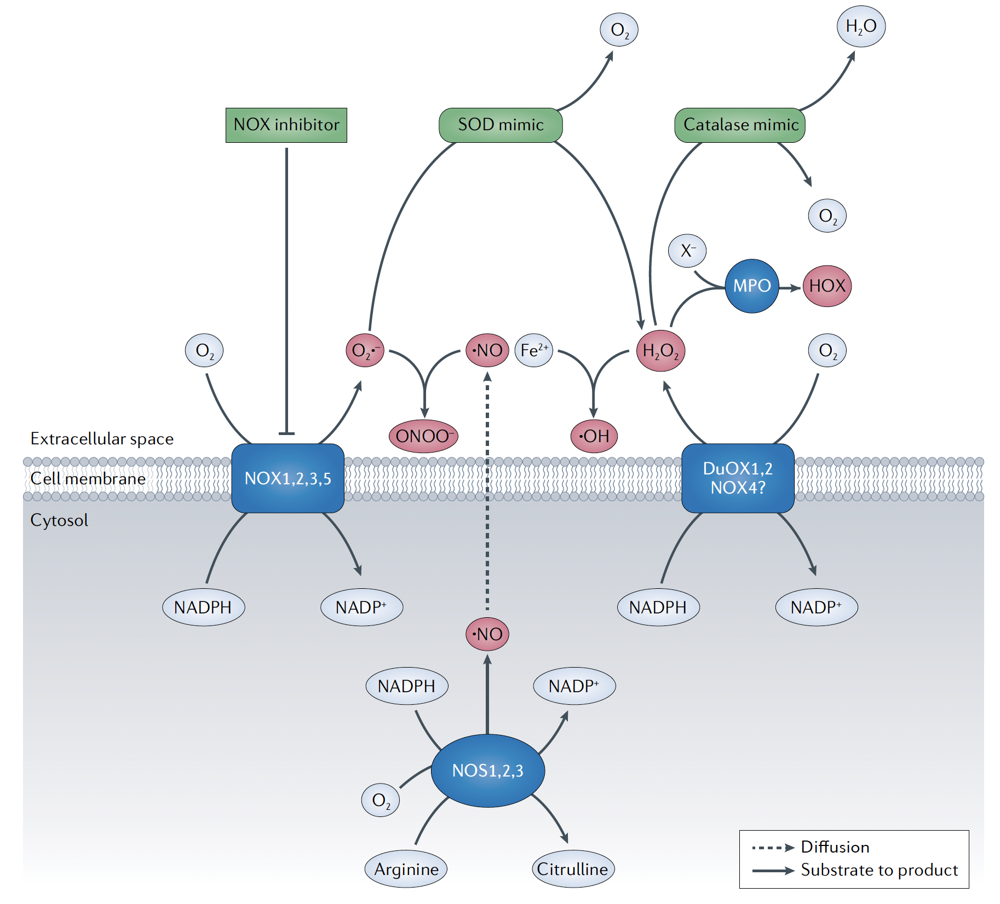 O₂
H₂O
NOX inhibitor
SOD mimic
Catalase mimic
O₂
X⁻
MPO
HOX
O₂
O₂•⁻
•NO
Fe²⁺
H₂O₂
O₂
ONOO⁻
•OH
Extracellular space
Cell membrane
Cytosol
NOX1,2,3,5
DuOX1,2
NOX4?
NADPH
NADP⁺
NADPH
NADP⁺
•NO
NADPH
NADP⁺
NOS1,2,3
O₂
Arginine
Citrulline
Diffusion
Substrate to product